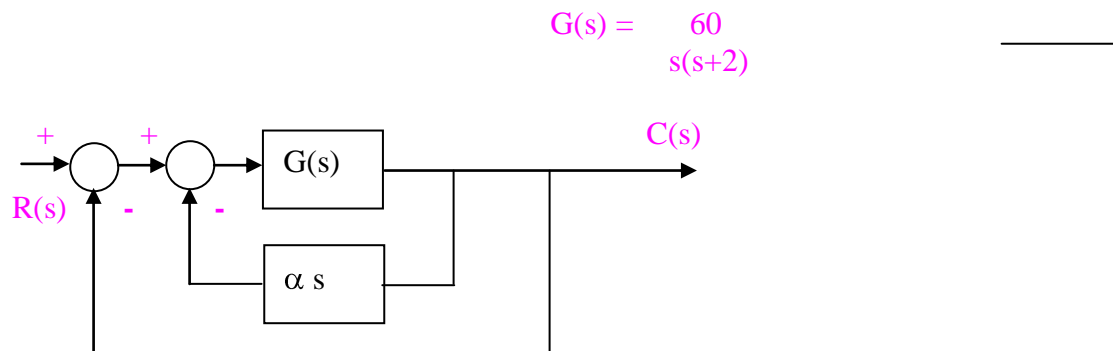 G(s) = 60
s(s+2)
+ + C(s)
G(s)
R(s) - -
α s